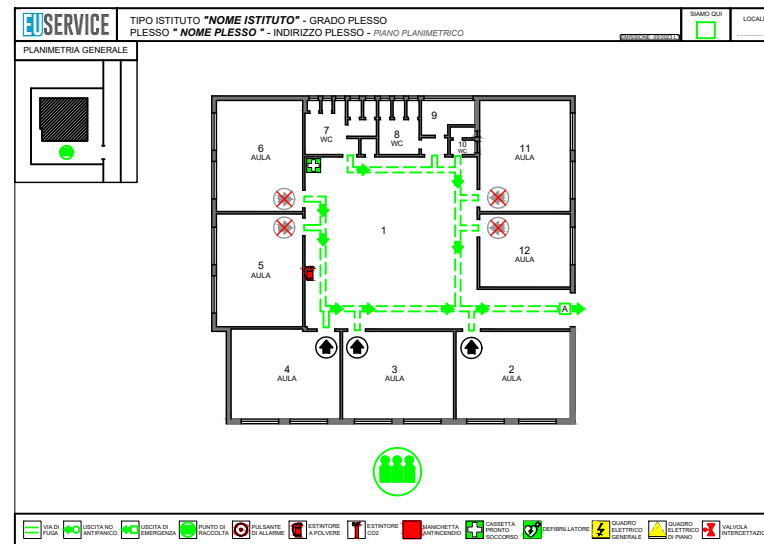 EUSERVICE
TIPO ISTITUTO "NOME ISTITUTO" - GRADO PLESSO
PLESSO " NOME PLESSO " - INDIRIZZO PLESSO - PIANO PLANIMETRICO
SIAMO QUI
PLANIMETRIA GENERALE
6
AULA
7
WC
8
WC
9
10
WC
11
AULA
1
5
AULA
12
AULA
A
4
AULA
3
AULA
2
AULA
VIA DI
FUGA
USCITA NO
ANTIPANICO
USCITA DI
EMERGENZA
PUNTO DI
RACCOLTA
PULSANTE
DI ALLARME
ESTINTORE
A POLVERE
ESTINTORE
CO2
MANICHETTA
ANTINCENDIO
CASSETTA
PRONTO
SOCCORSO
DEFIBRILLATORE
QUADRO
ELETTRICO
GENERALE
QUADRO
ELETTRICO
DI PIANO
VALVOLA